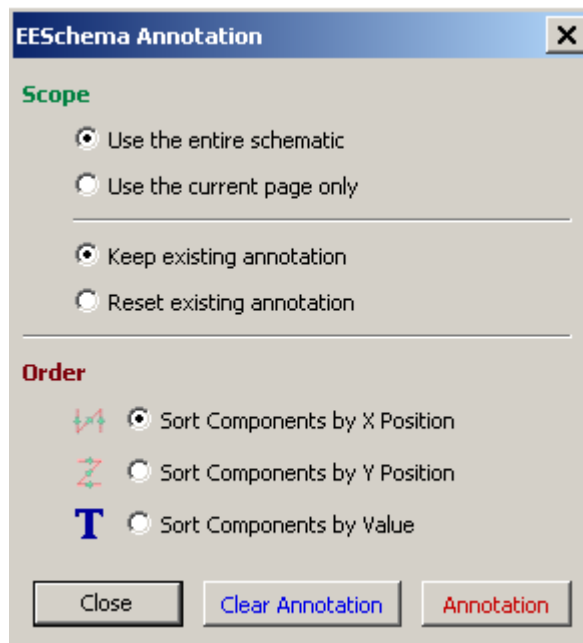 EESchema Annotation
Scope
Use the entire schematic
Use the current page only
Keep existing annotation
Reset existing annotation
Order
Sort Components by X Position
Sort Components by Y Position
T Sort Components by Value
Close Clear Annotation Annotation